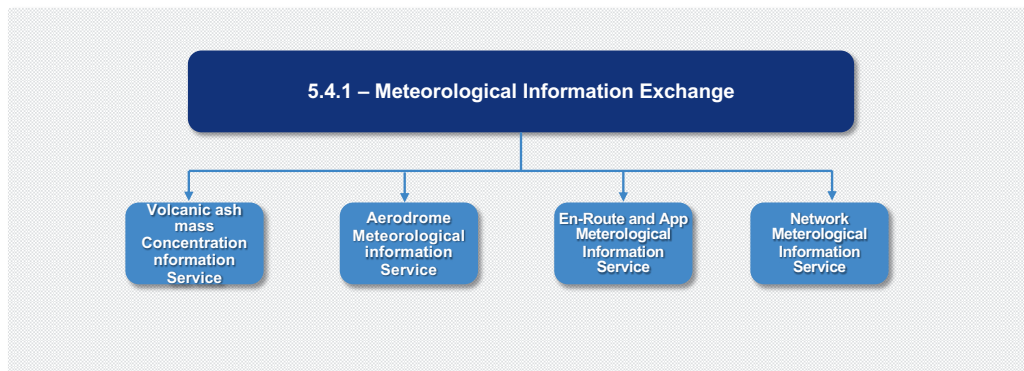 5.4.1 – Meteorological Information Exchange
Volcanic ash
mass
Concentration
nformation
Service
Aerodrome
Meteorological
information
Service
En-Route and App
Meterological
Information
Service
Network
Meterological
Information
Service